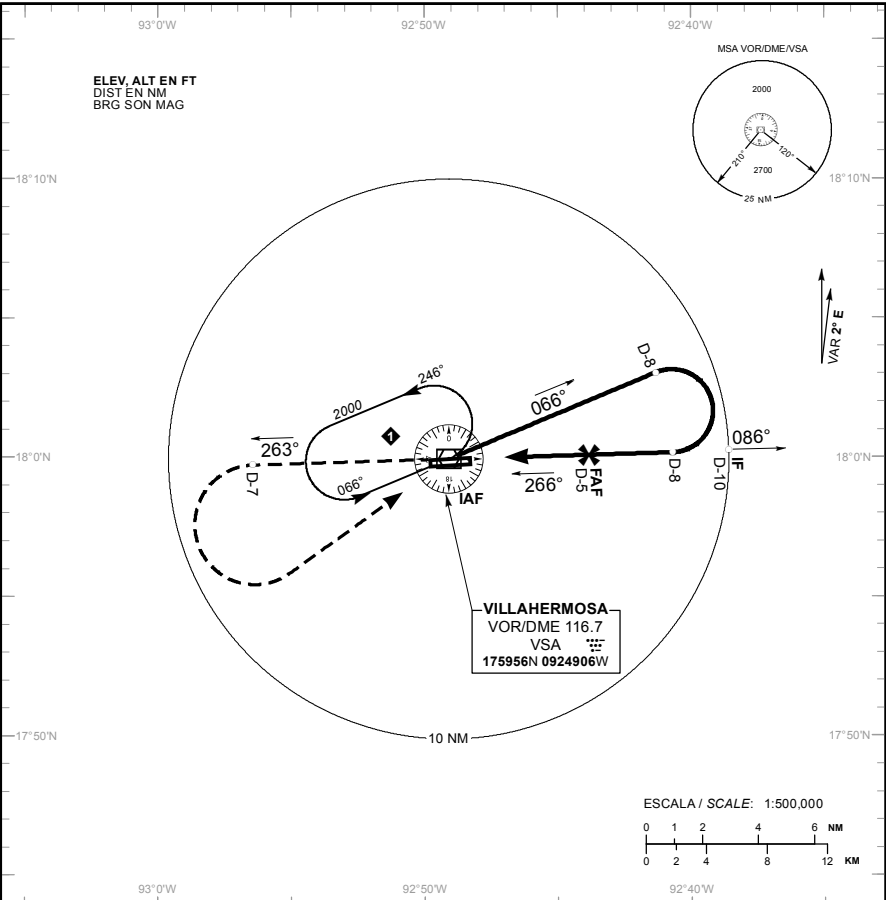 93°0'W
92°50'W
92°40'W
MSA VOR/DME/VSA
2000
210°
120°
2700
25 NM
ELEV, ALT EN FT
DIST EN NM
BRG SON MAG
18°10'N
18°10'N
VAR 2° E
D-8
246°
2000
066°
1
086°
263°
18°0'N
18°0'N
0
18
066°
D-7
IAF
266°
D-5
FAF
D-8
D-10
IF
VILLAHERMOSA
VOR/DME 116.7
VSA
175956N 0924906W
17°50'N
17°50'N
10 NM
ESCALA / SCALE: 1:500,000
0 1 2 4 6 NM
0 2 4 8 12 KM
93°0'W
92°50'W
92°40'W